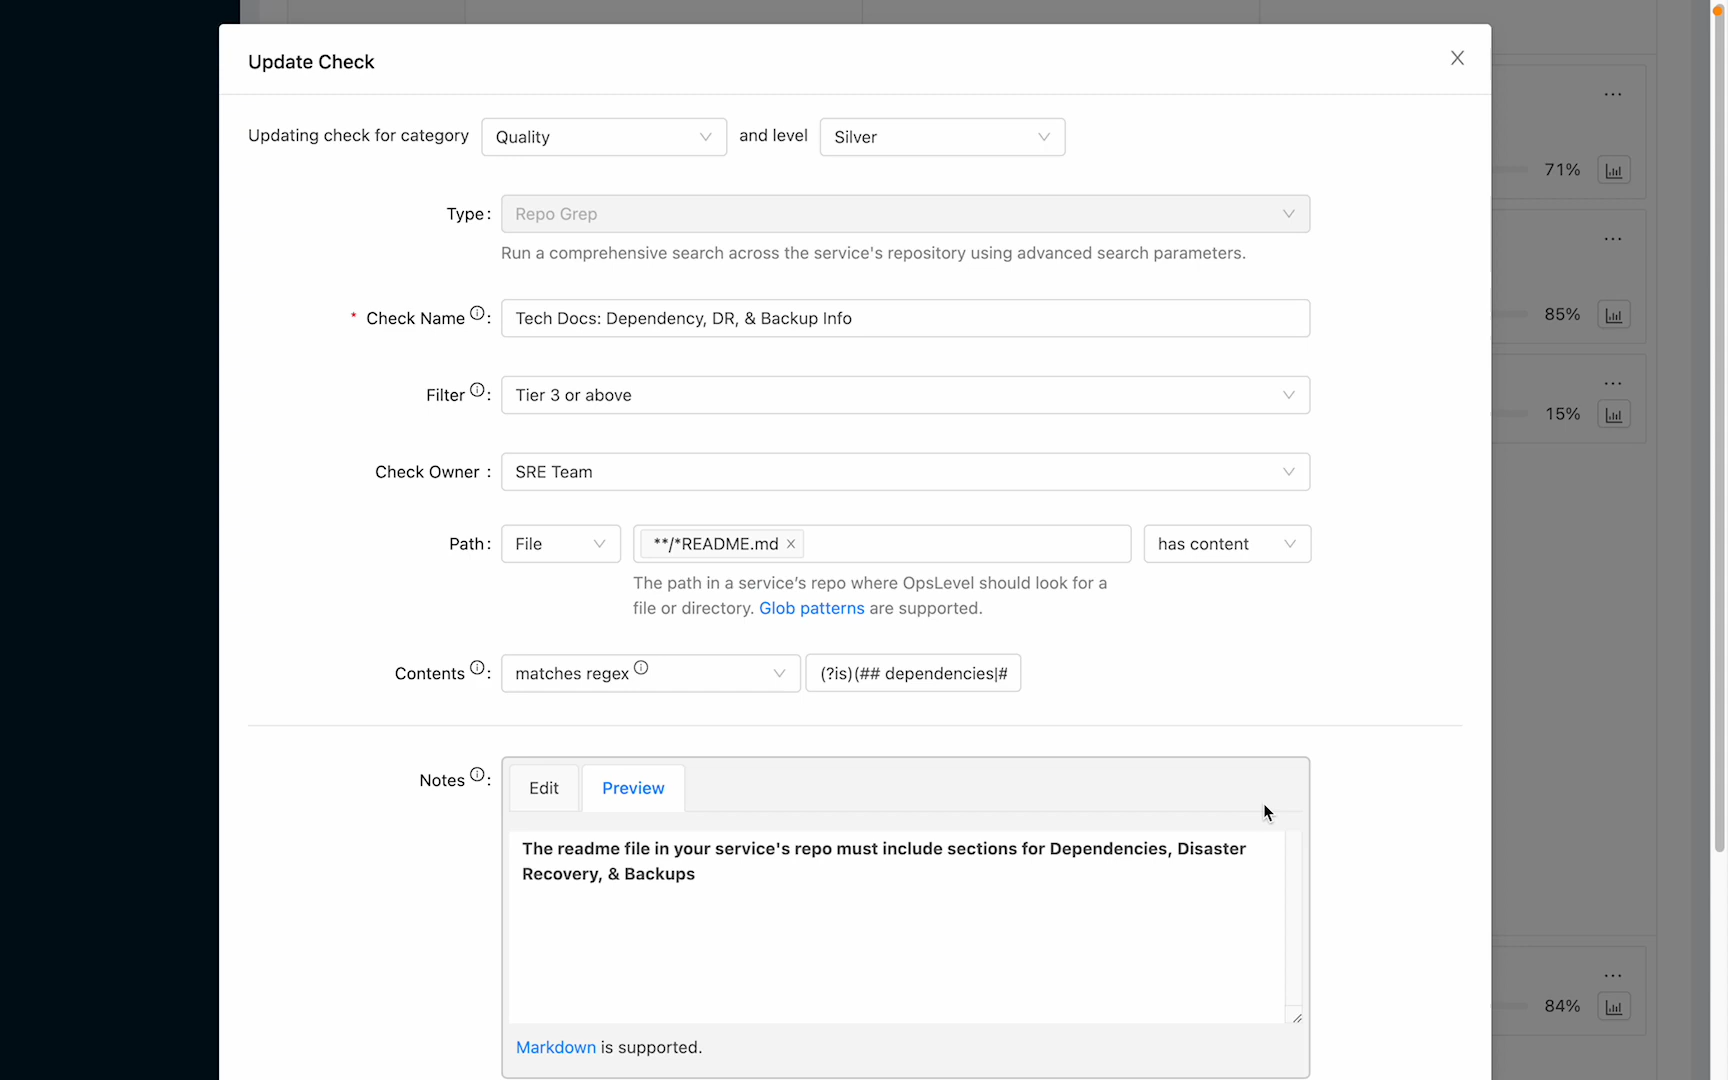 Update Check
Updating check for category Quality and level Silver
Type: Repo Grep
Run a comprehensive search across the service's repository using advanced search parameters.
* Check Name: Tech Docs: Dependency, DR, & Backup Info
Filter: Tier 3 or above
Check Owner : SRE Team
Path: File **/*README.md has content
The path in a service’s repo where OpsLevel should look for a
file or directory. Glob patterns are supported.
Contents: matches regex (?is)(## dependencies|#
Notes: Edit Preview
The readme file in your service's repo must include sections for Dependencies, Disaster
Recovery, & Backups
Markdown is supported.
...
71%
...
85%
...
15%
...
84%